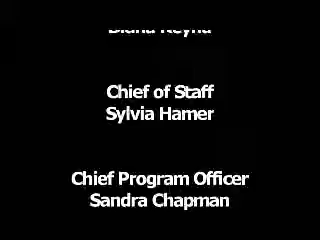 Chief of Staff
Sylvia Hamer
Chief Program Officer
Sandra Chapman